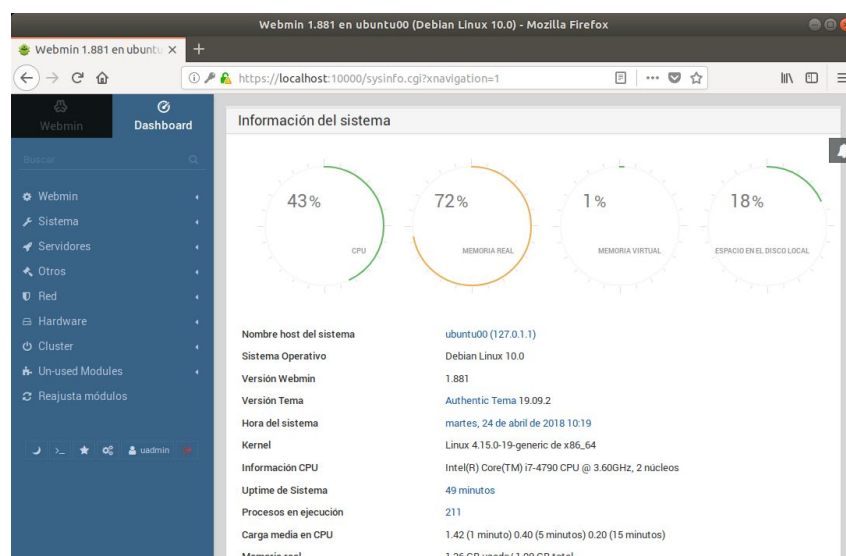 Webmin 1.881 en ubuntu00 (Debian Linux 10.0) - Mozilla Firefox
Webmin 1.881 en ubuntu
https://localhost:10000/sysinfo.cgi?xnavigation=1
Webmin
Dashboard
Buscar
Webmin
Sistema
Servidores
Otros
Red
Hardware
Cluster
Un-used Modules
Reajusta módulos
uadmin
Información del sistema
43%
CPU
72%
MEMORIA REAL
1%
MEMORIA VIRTUAL
18%
ESPACIO EN EL DISCO LOCAL
Nombre host del sistema ubuntu00 (127.0.1.1)
Sistema Operativo Debian Linux 10.0
Versión Webmin 1.881
Versión Tema Authentic Tema 19.09.2
Hora del sistema martes, 24 de abril de 2018 10:19
Kernel Linux 4.15.0-19-generic de x86_64
Información CPU Intel(R) Core(TM) i7-4790 CPU @ 3.60GHz, 2 núcleos
Uptime de Sistema 49 minutos
Procesos en ejecución 211
Carga media en CPU 1.42 (1 minuto) 0.40 (5 minutos) 0.20 (15 minutos)
Memoria real